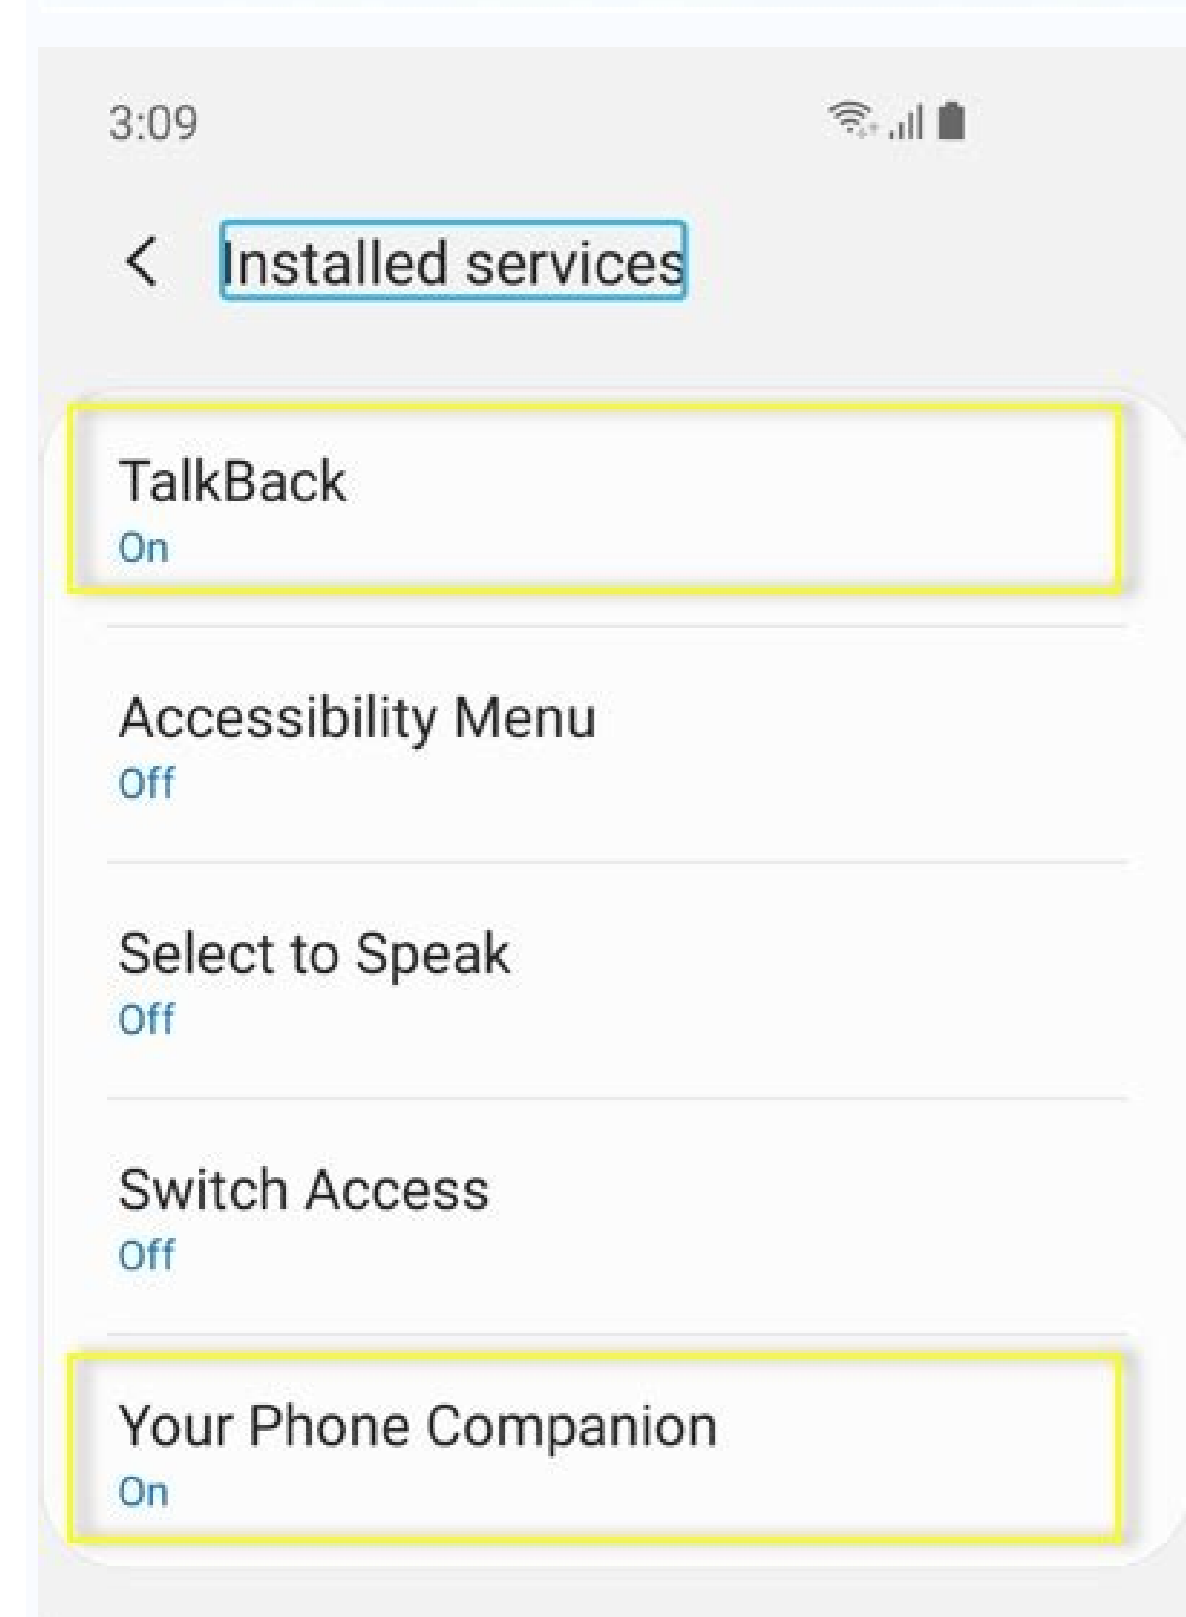 3:09
Installed services
TalkBack
On
Accessibility Menu
Off
Select to Speak
Off
Switch Access
Off
Your Phone Companion
On